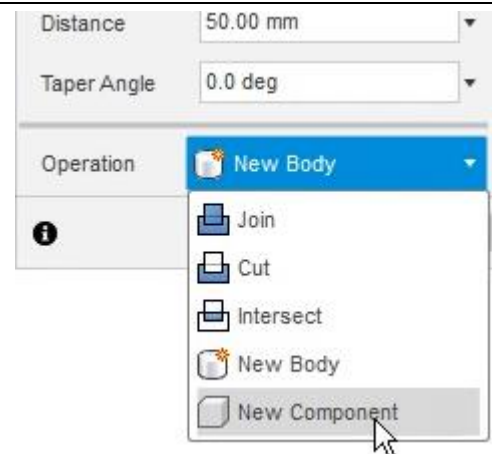 Distance 50.00 mm
Taper Angle 0.0 deg
Operation New Body
Join
Cut
Intersect
New Body
New Component